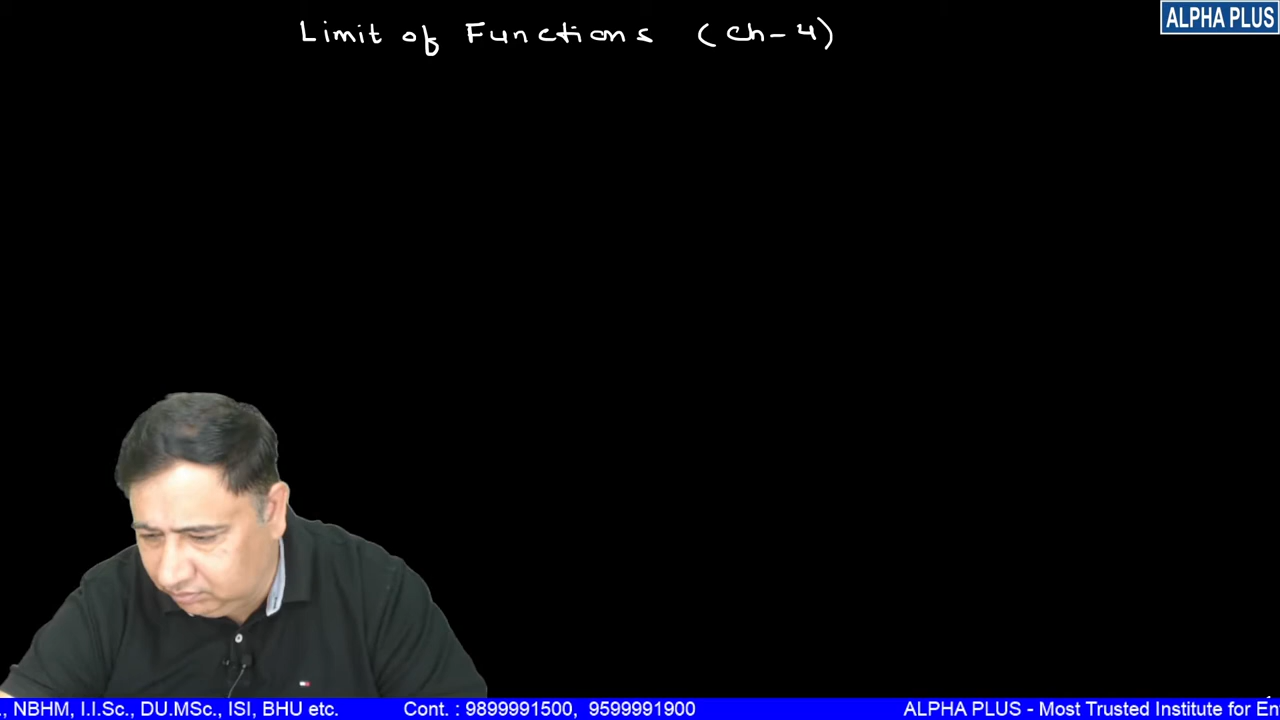 Limit of Functions (Ch-4)
ALPHA PLUS
., NBHM, I.I.Sc., DU.MSc., ISI, BHU etc. Cont. : 9899991500, 9599991900 ALPHA PLUS - Most Trusted Institute for En